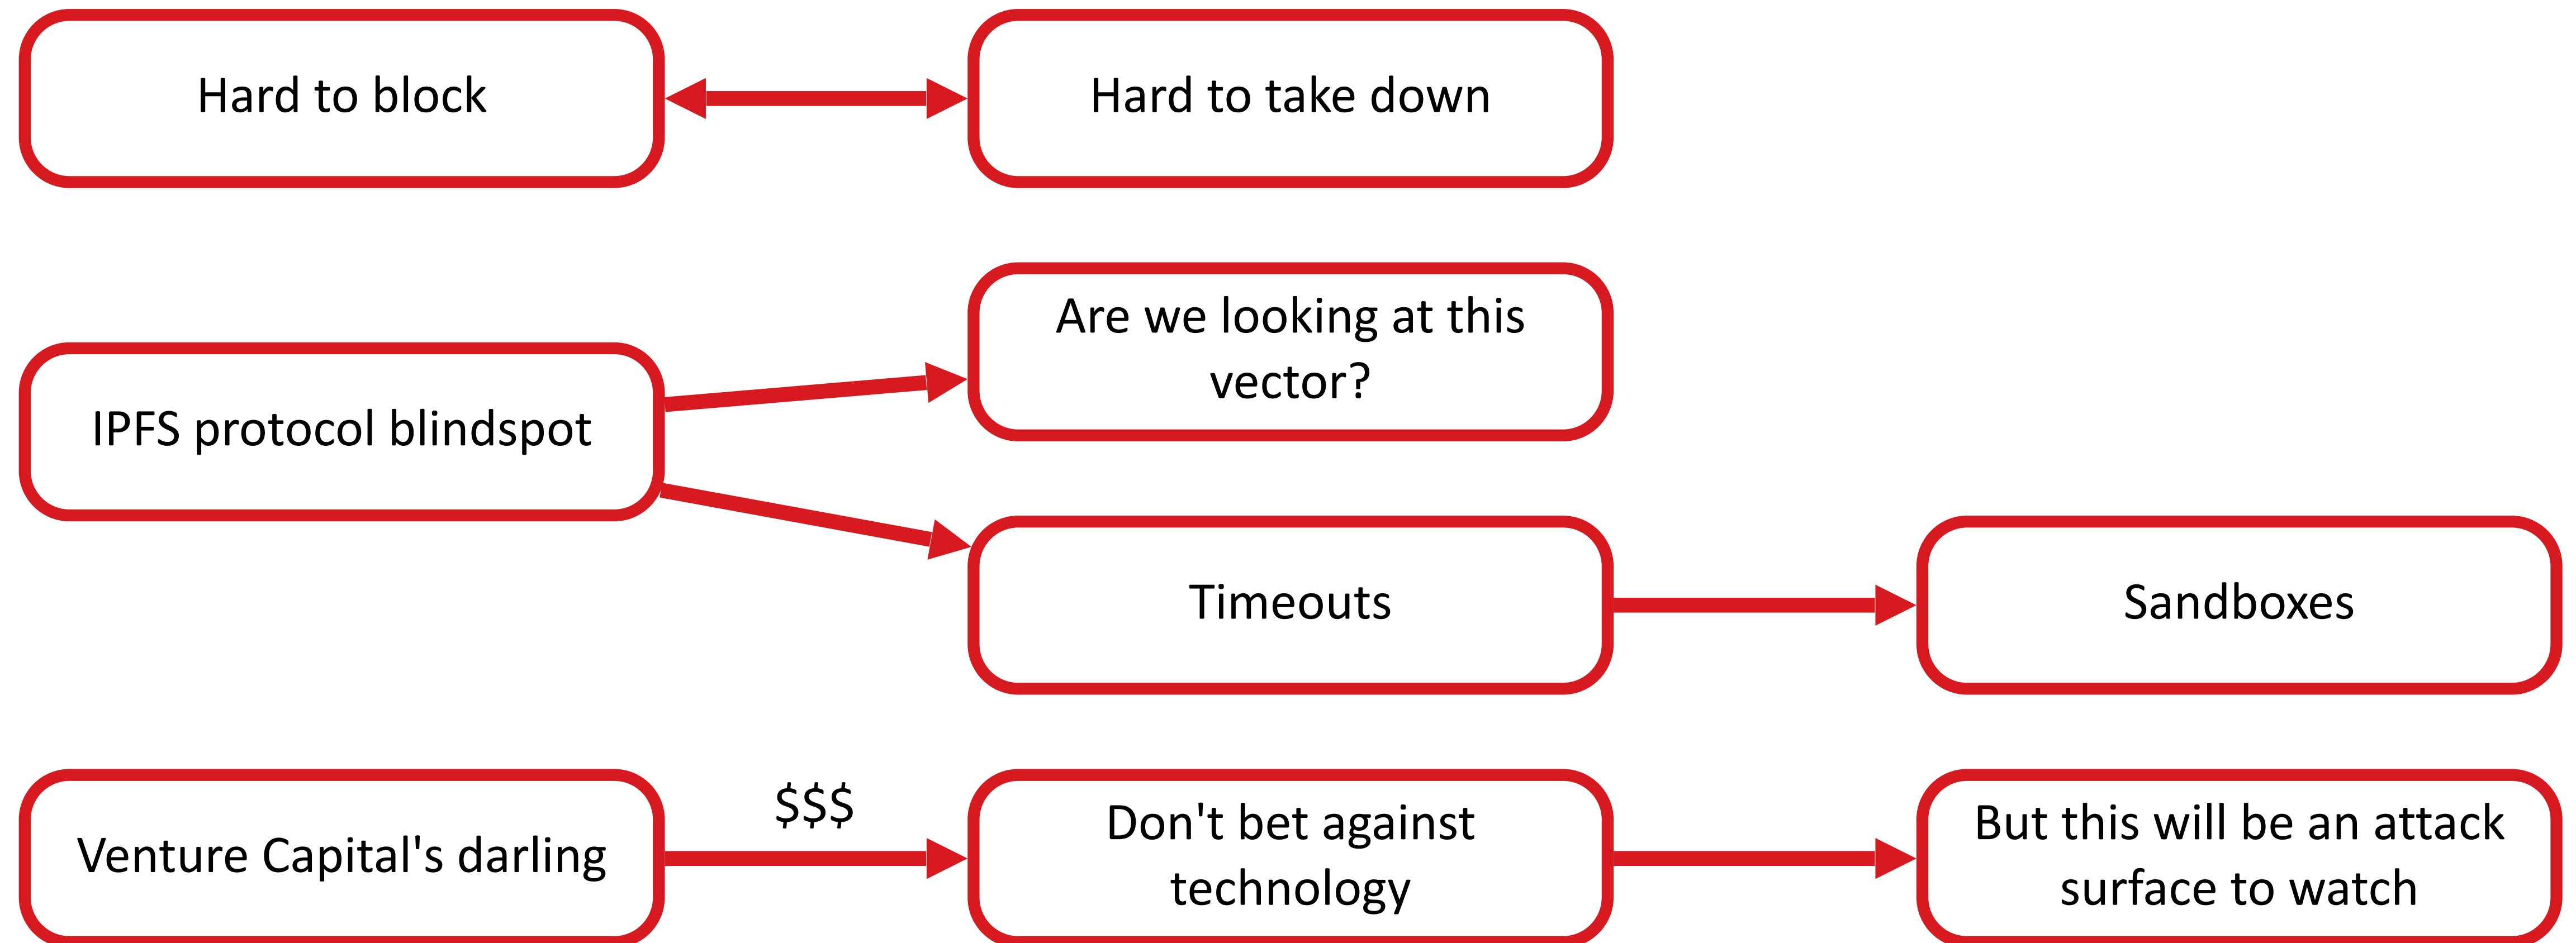 Hard to block
Hard to take down
Are we looking at this
vector?
IPFS protocol blindspot
Timeouts
Sandboxes
Venture Capital's darling
$$$
Don't bet against
technology
But this will be an attack
surface to watch